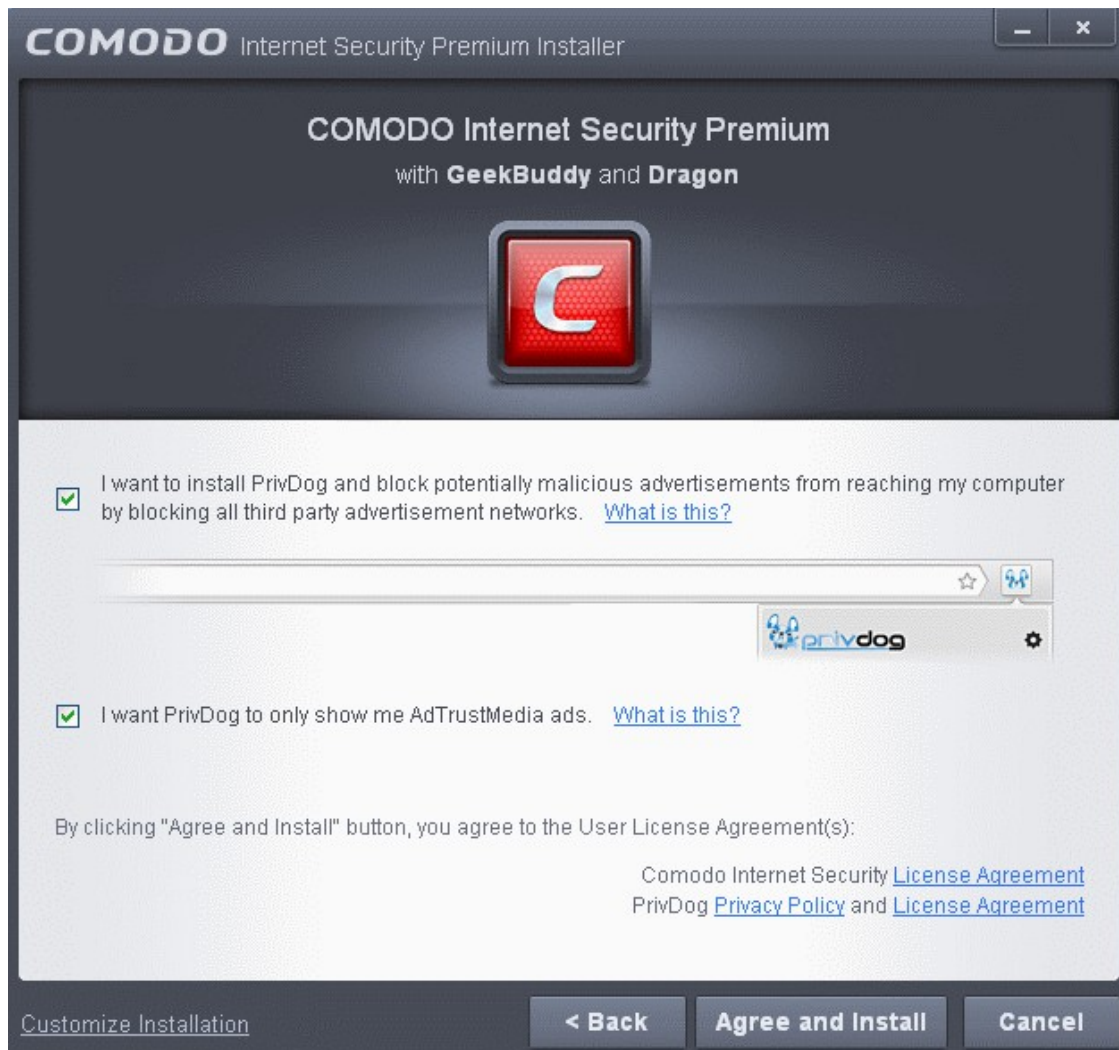 COMODO Internet Security Premium Installer
COMODO Internet Security Premium
with GeekBuddy and Dragon
C
I want to install PrivDog and block potentially malicious advertisements from reaching my computer
by blocking all third party advertisement networks. What is this?
privdog
I want PrivDog to only show me AdTrustMedia ads. What is this?
By clicking "Agree and Install" button, you agree to the User License Agreement(s):
Comodo Internet Security License Agreement
PrivDog Privacy Policy and License Agreement
Customize Installation
< Back
Agree and Install
Cancel